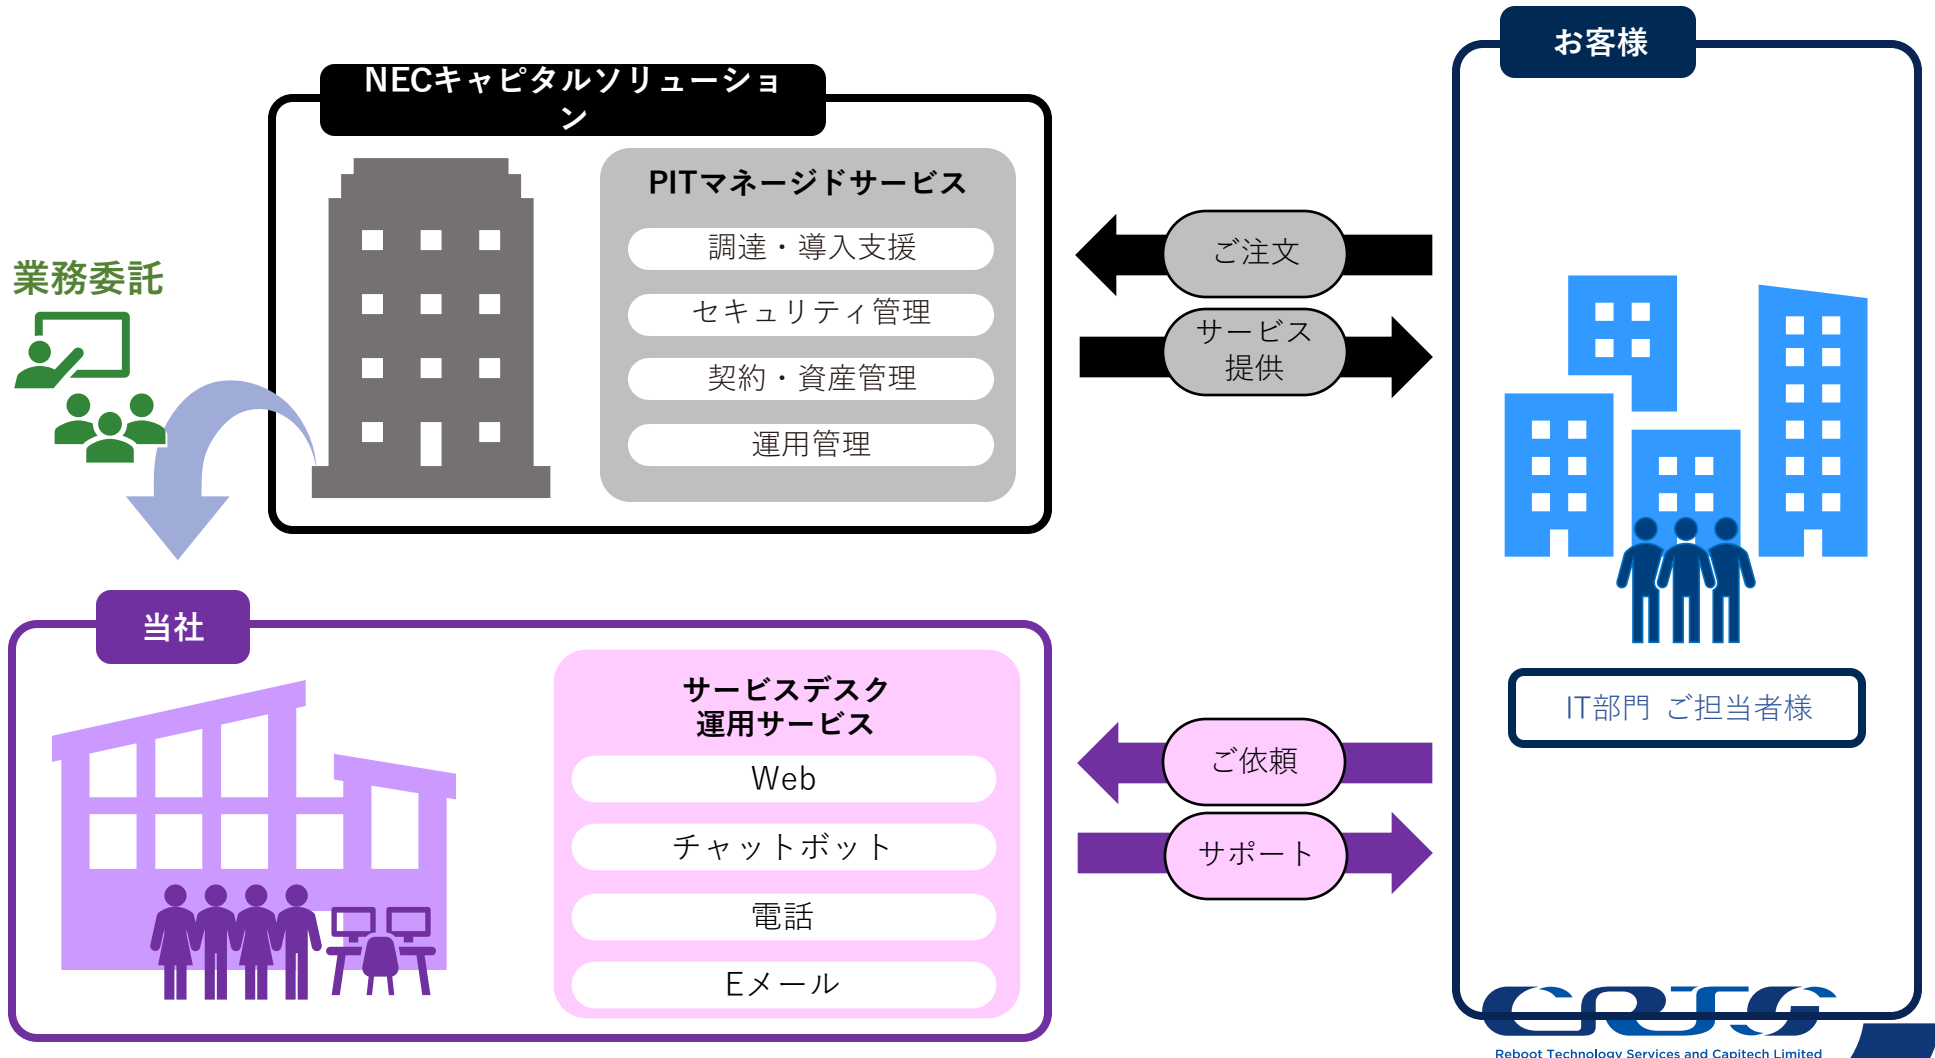 お客様
NECキャピタルソリューショ
ン
PITマネージドサービス
調達・導入支援
セキュリティ管理
契約・資産管理
運用管理
業務委託
ご注文
サービス
提供
当社
サービスデスク
運用サービス
Web
チャットボット
電話
Eメール
ご依頼
サポート
IT部門 ご担当者様
CRTSC
Reboot Technology Services and Capitech Limited